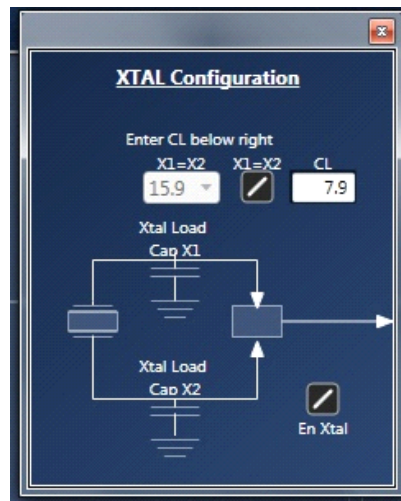 XTAL Configuration
Enter CL below right
X1=X2 X1=X2 CL
15.9 7.9
Xtal Load
Cap X1
Xtal Load
Cap X2
En Xtal